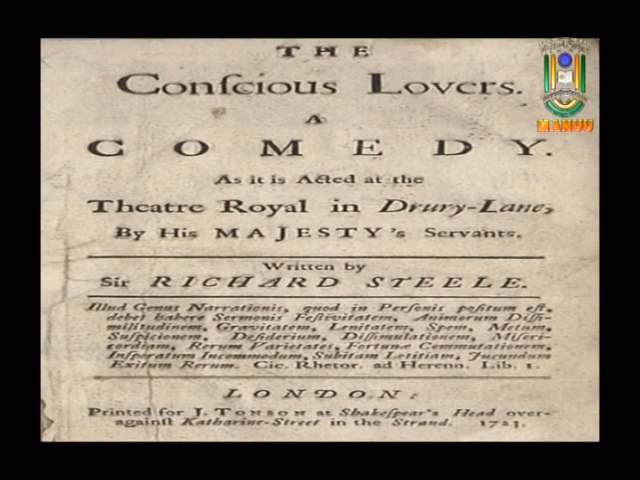 THE
Conſcious Lovers.
A
COMEDY.
As it is Acted at the
Theatre Royal in Drury-Lane,
By His MAJESTY's Servants.
Written by
Sir RICHARD STEELE.
Illud Genus Narrationis, quod in Perſonis poſitum eſt,
debet habere Sermonis Feſtivitatem, Animorum Diſſi-
militudinem, Gravitatem, Lenitatem, Spem, Metum,
Suſpicionem, Deſiderium, Diſſimulationem, Miſeri-
cordiam, Rerum Varietates, Fortunæ Commutationem,
Inſperatum Incommodum, Subitam Letitiam, Jucundum
Exitum Rerum. Cic. Rhetor. ad Herenn. Lib. 1.
LONDON:
Printed for J. TONSON at Shakeſpear's Head over-
againſt Katharine-Street in the Strand. 1723.
MANUU